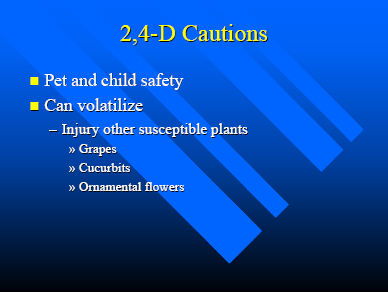 2,4-D Cautions
Pet and child safety
Can volatilize
– Injury other susceptible plants
» Grapes
» Cucurbits
» Ornamental flowers